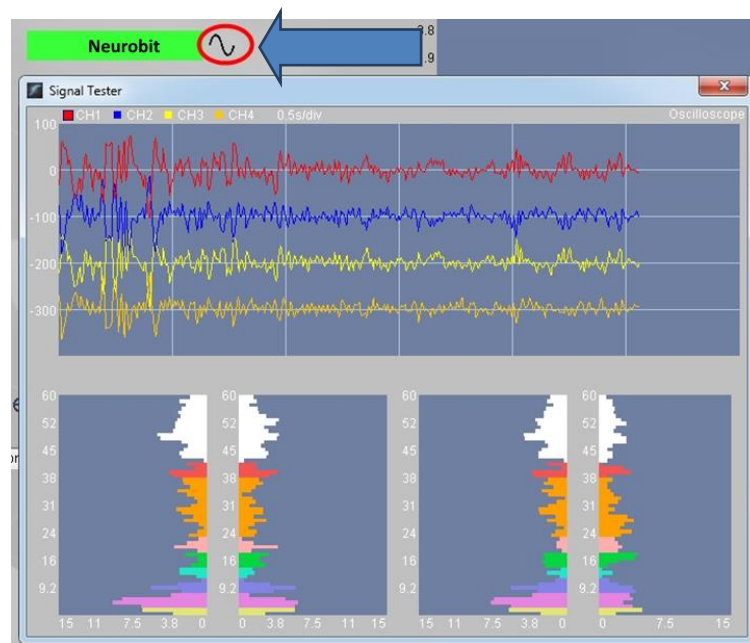 3.8
Neurobit
.9
Signal Tester
x
CH1 CH2 CH3 CH4 0.5s/div Oscilloscope
100
0
-100
-200
-300
60 60 60 60
52 52 52 52
45 45 45 45
38 38 38 38
31 31 31 31
24 24 24 24
16 16 16 16
9.2 9.2 9.2 9.2
15 11 7.5 3.8 0 0 3.8 7.5 11 15 15 11 7.5 3.8 0 0 7.5 15